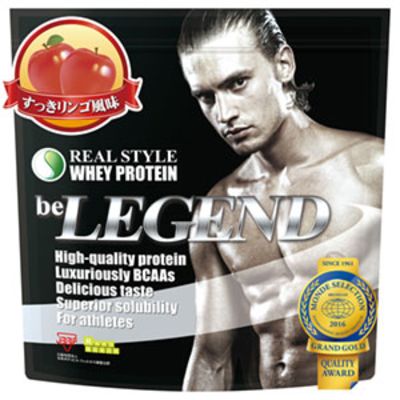 すっきりリンゴ風味
REAL STYLE
WHEY PROTEIN
be LEGEND
High-quality protein
Luxuriously BCAAs
Delicious taste
Superior solubility
For athletes
SINCE 1961
MONDE SELECTION
2016
GRAND GOLD
QUALITY
AWARD